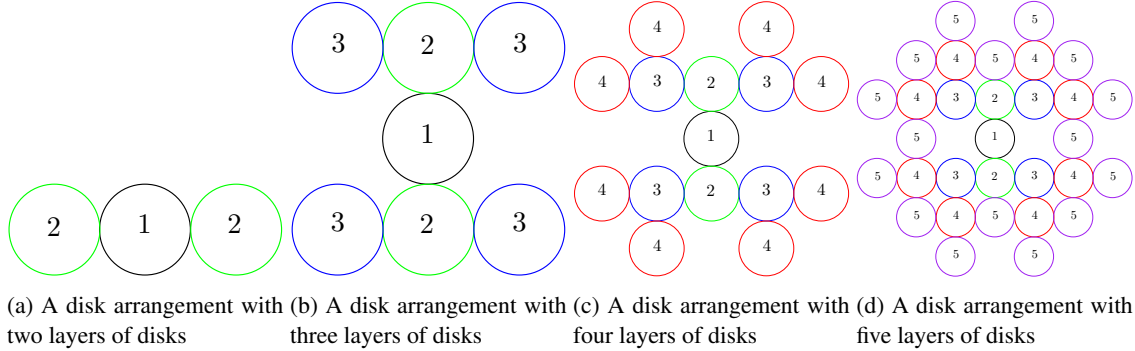 2 1 2
(a) A disk arrangement with
two layers of disks
3 2 3
1
3 2 3
(b) A disk arrangement with
three layers of disks
4 4
4 3 2 3 4
1
4 3 2 3 4
4 4
(c) A disk arrangement with
four layers of disks
5 5
5 4 5 4 5
5 4 3 2 3 4 5
5 1 5
5 4 3 2 3 4 5
5 4 5 4 5
5 5
(d) A disk arrangement with
five layers of disks